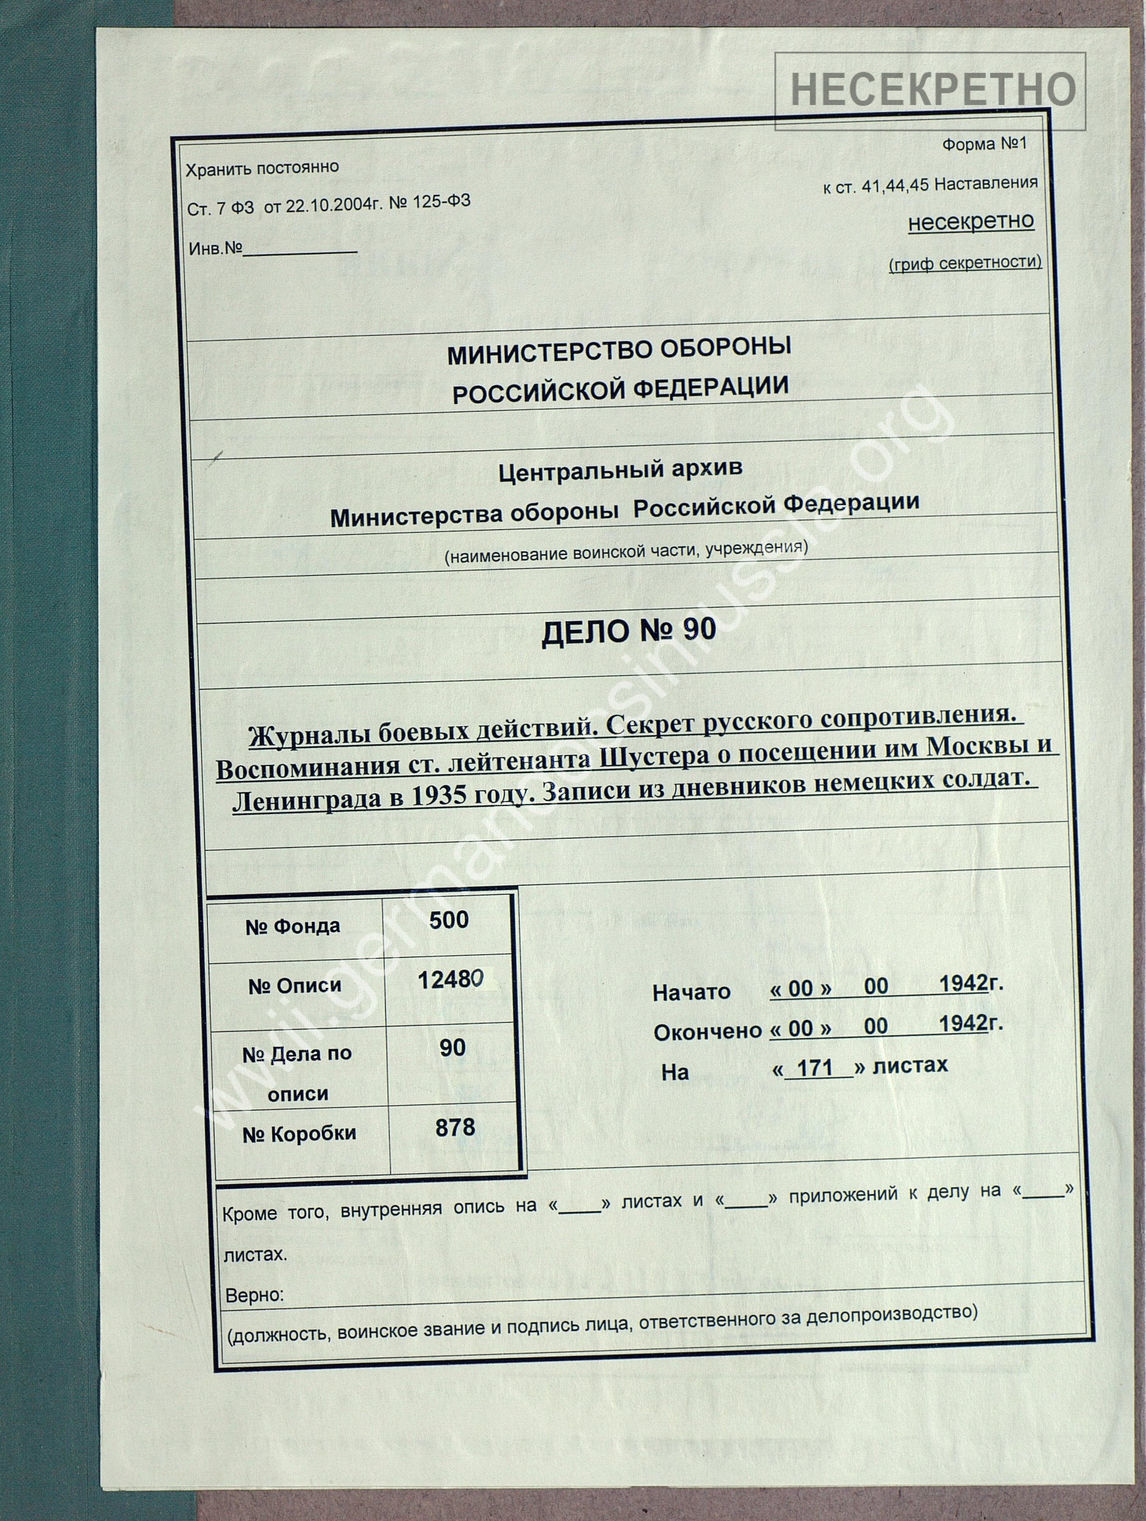 НЕСЕКРЕТНО
Форма №1
Хранить постоянно
к ст. 41,44,45 Наставления
Ст. 7 ФЗ от 22.10.2004г. № 125-ФЗ
несекретно
Инв.№
(гриф секретности)
МИНИСТЕРСТВО ОБОРОНЫ
РОССИЙСКОЙ ФЕДЕРАЦИИ
Центральный архив
Министерства обороны Российской Федерации
(наименование воинской части, учреждения)
ДЕЛО № 90
Журналы боевых действий. Секрет русского сопротивления.
Воспоминания ст. лейтенанта Шустера о посещении им Москвы и
Ленинграда в 1935 году. Записи из дневников немецких солдат.
№ Фонда 500
№ Описи 12480
№ Дела по описи 90
№ Коробки 878
Начато « 00 » 00 1942г.
Окончено « 00 » 00 1942г.
На « 171 » листах
Кроме того, внутренняя опись на «____» листах и «____» приложений к делу на «____»
листах.
Верно:
(должность, воинское звание и подпись лица, ответственного за делопроизводство)